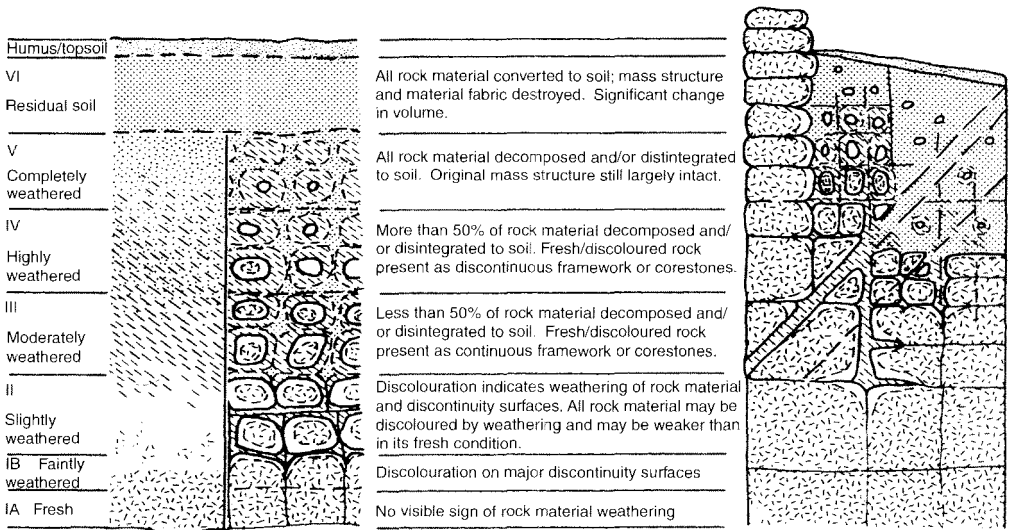 Humus/topsoil
VI
Residual soil
All rock material converted to soil; mass structure
and material fabric destroyed. Significant change
in volume.
V
Completely
weathered
All rock material decomposed and/or distintegrated
to soil. Original mass structure still largely intact.
IV
Highly
weathered
More than 50% of rock material decomposed and/
or disintegrated to soil. Fresh/discoloured rock
present as discontinuous framework or corestones.
III
Moderately
weathered
Less than 50% of rock material decomposed and/
or disintegrated to soil. Fresh/discoloured rock
present as continuous framework or corestones.
II
Slightly
weathered
Discolouration indicates weathering of rock material
and discontinuity surfaces. All rock material may be
discoloured by weathering and may be weaker than
in its fresh condition.
IB Faintly
weathered
Discolouration on major discontinuity surfaces
IA Fresh
No visible sign of rock material weathering